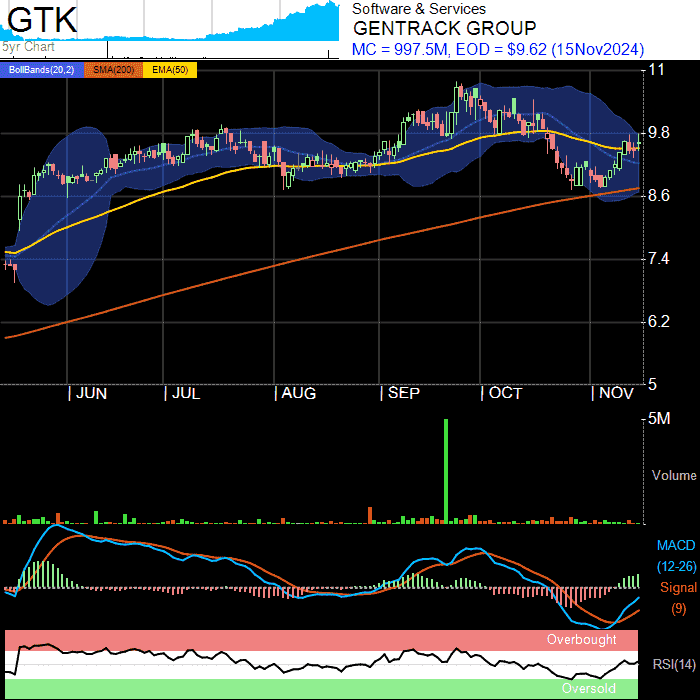 GTK
5yr Chart
Software & Services
GENTRACK GROUP
MC = 997.5M, EOD = $9.62 (15Nov2024)
BollBands(20,2) SMA(200) EMA(50)
11
9.8
8.6
7.4
6.2
5
| JUN | JUL | AUG | SEP | OCT | NOV
5M
Volume
MACD
(12-26)
Signal
(9)
Overbought
RSI(14)
Oversold